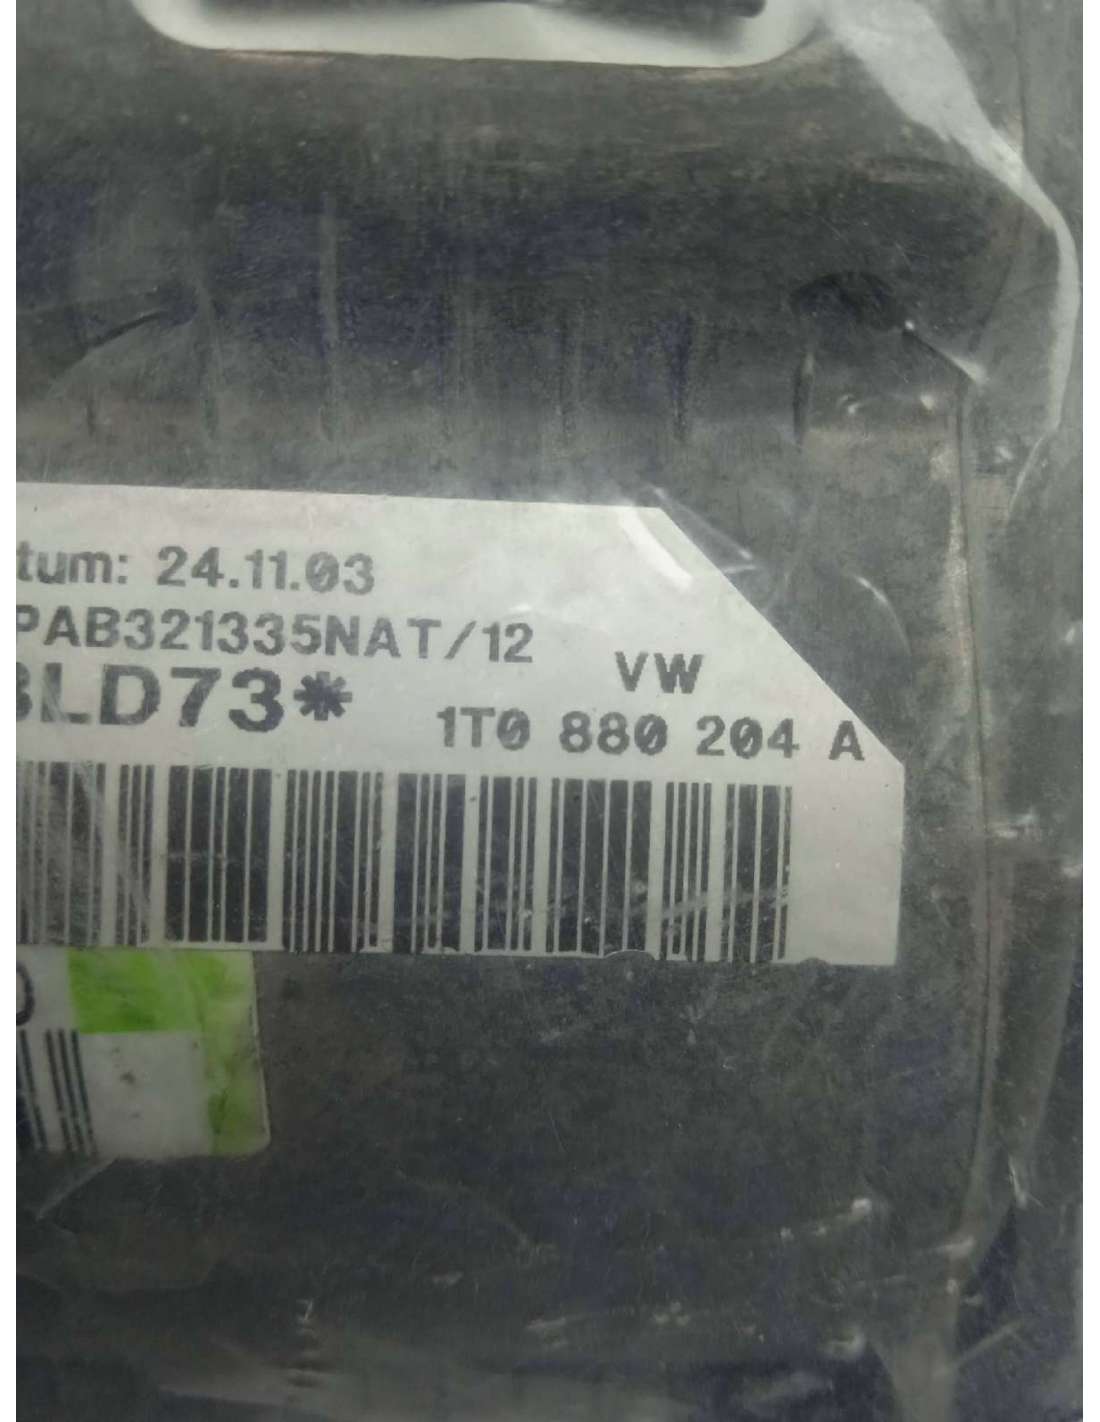 tum: 24.11.03
PAB321335NAT/12
VW
BLD73*
1T0 880 204 A